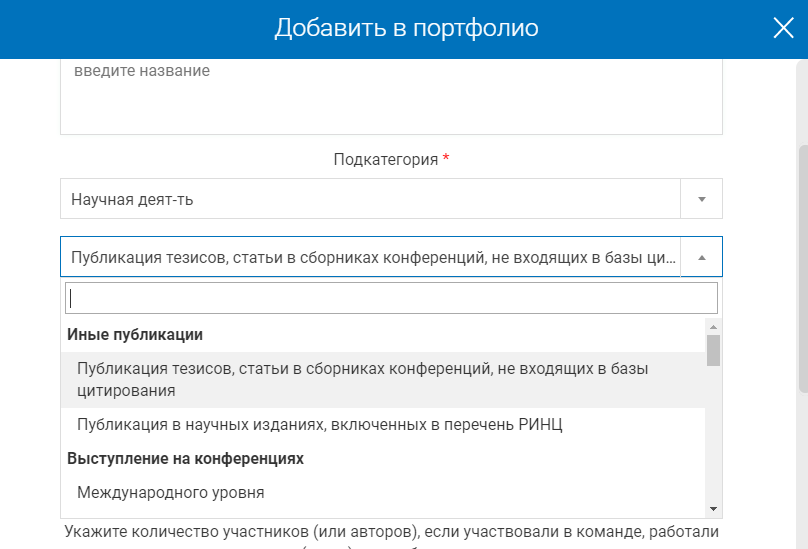 Добавить в портфолио
введите название
Подкатегория *
Научная деят-ть
Публикация тезисов, статьи в сборниках конференций, не входящих в базы ци...
Иные публикации
Публикация тезисов, статьи в сборниках конференций, не входящих в базы
цитирования
Публикация в научных изданиях, включенных в перечень РИНЦ
Выступление на конференциях
Международного уровня
Укажите количество участников (или авторов), если участвовали в команде, работали